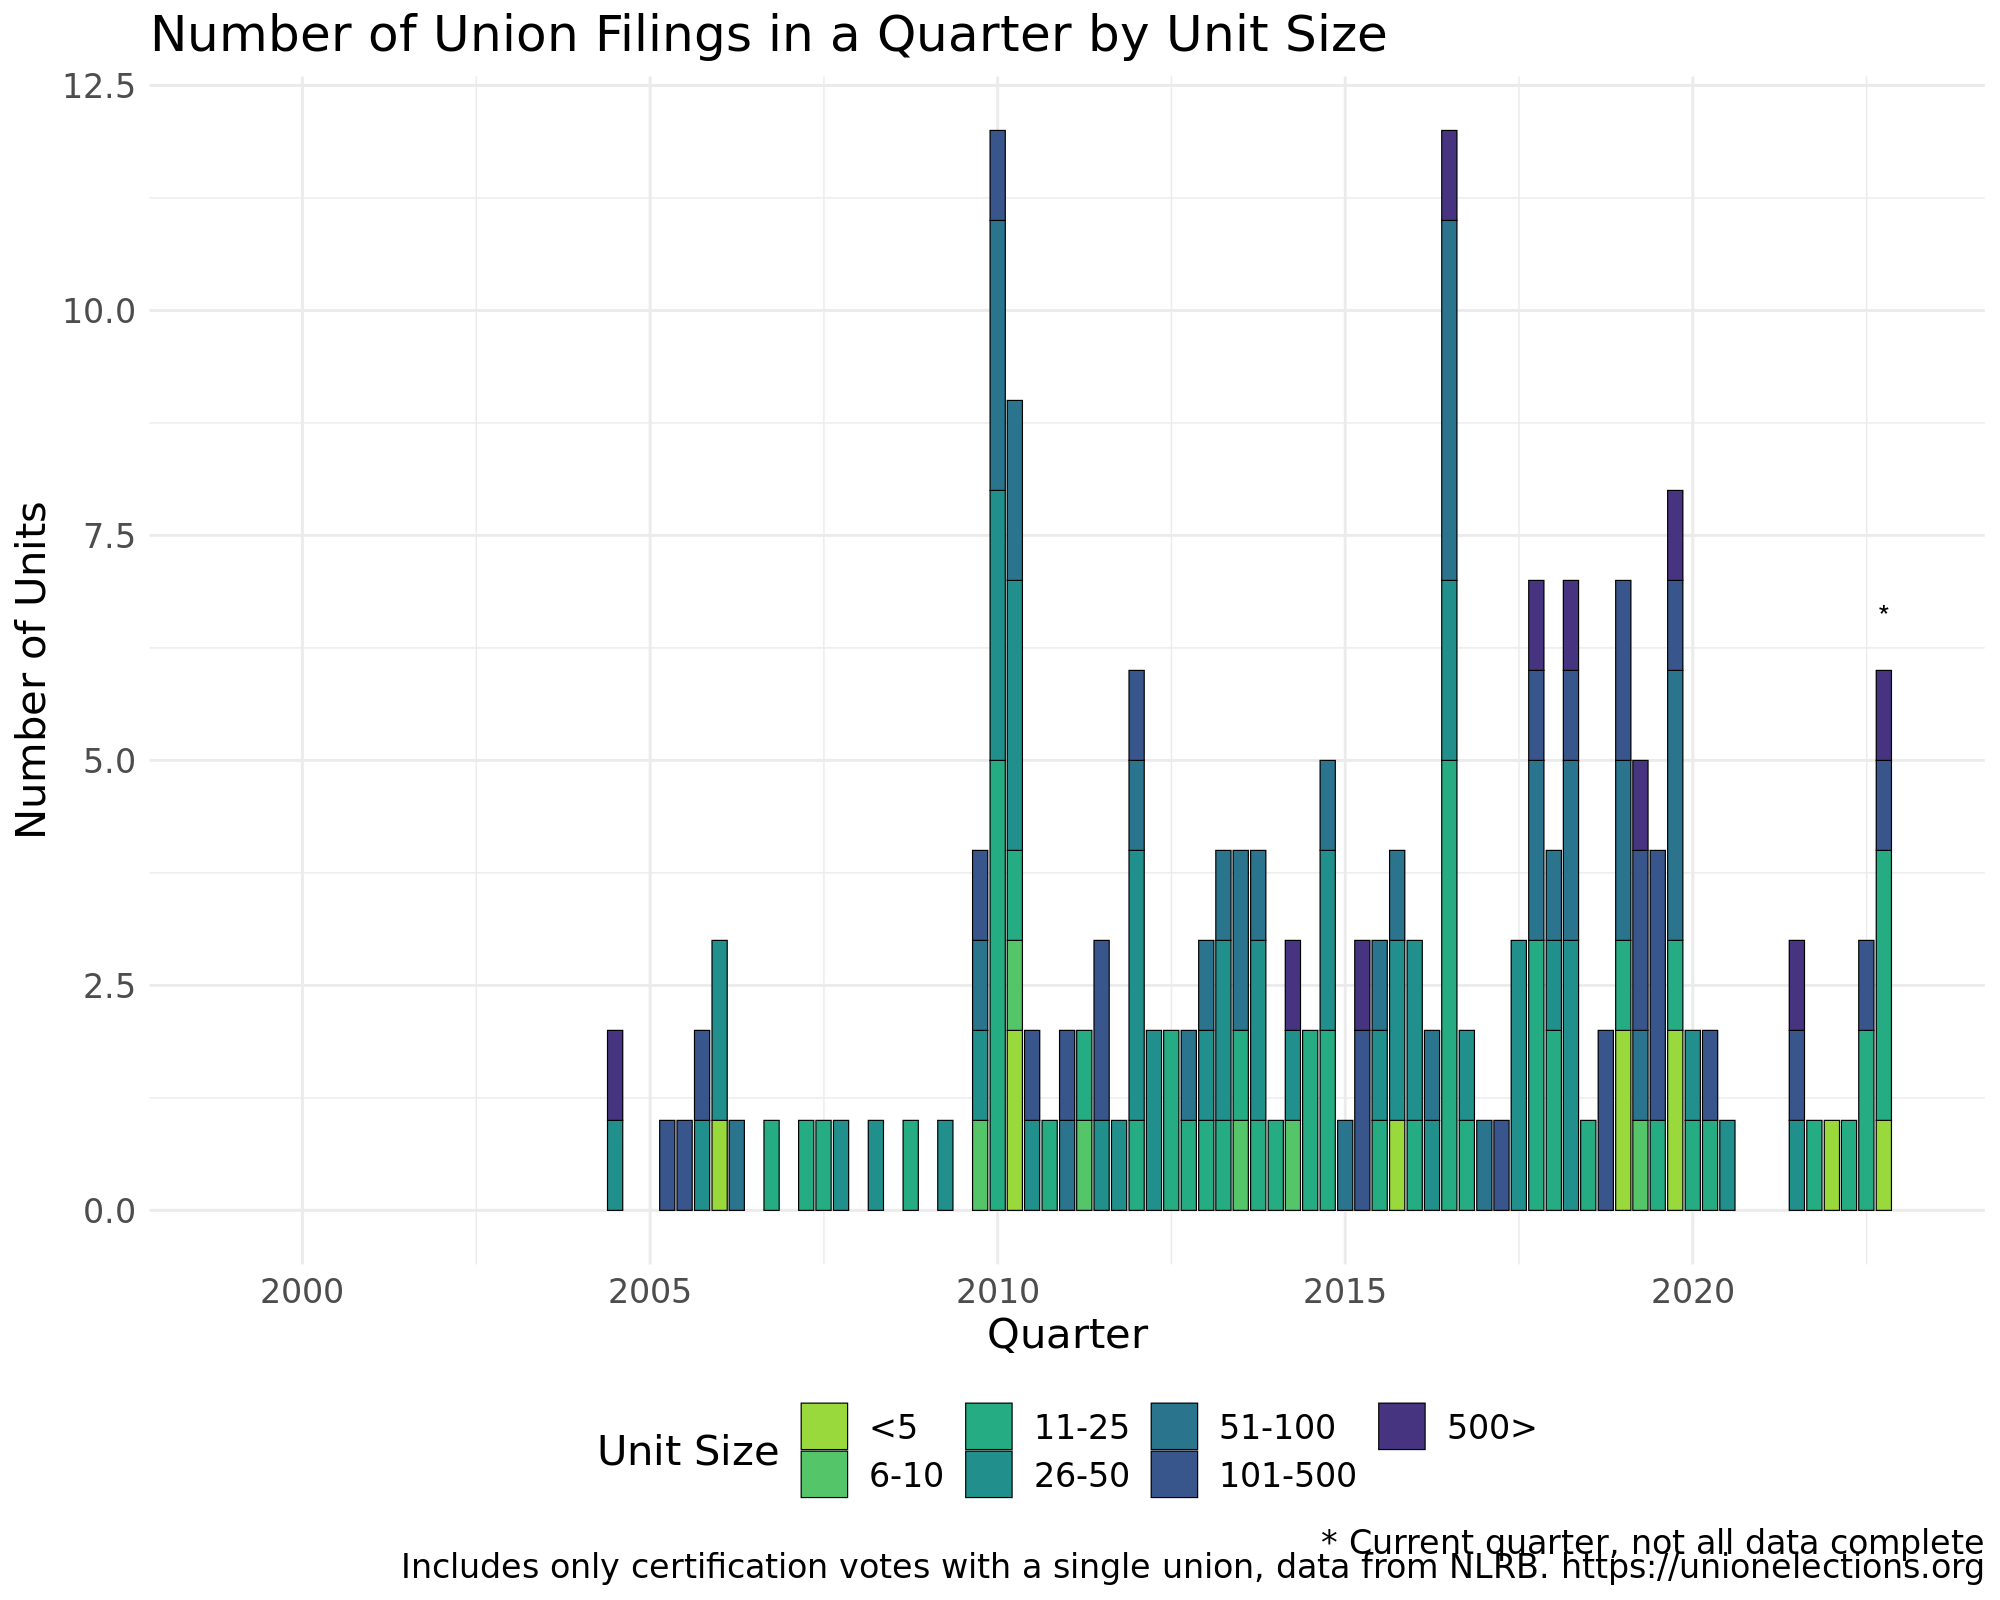 Number of Union Filings in a Quarter by Unit Size
12.5
10.0
7.5
5.0
2.5
0.0
Number of Units
*
2000 2005 2010 2015 2020
Quarter
Unit Size
<5 11-25 51-100 500>
6-10 26-50 101-500
* Current quarter, not all data complete
Includes only certification votes with a single union, data from NLRB. https://unionelections.org